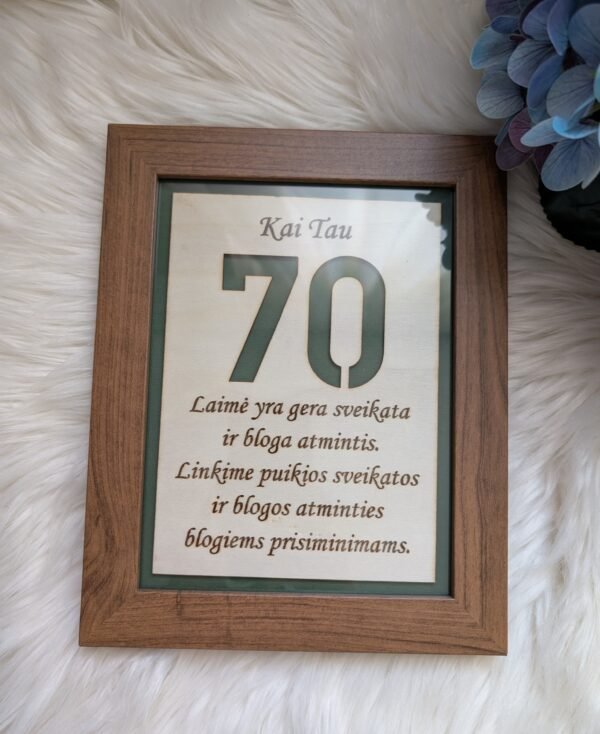 Kai Tau
70
Laimė yra gera sveikata
ir bloga atmintis.
Linkime puikios sveikatos
ir blogos atminties
blogiems prisiminimams.